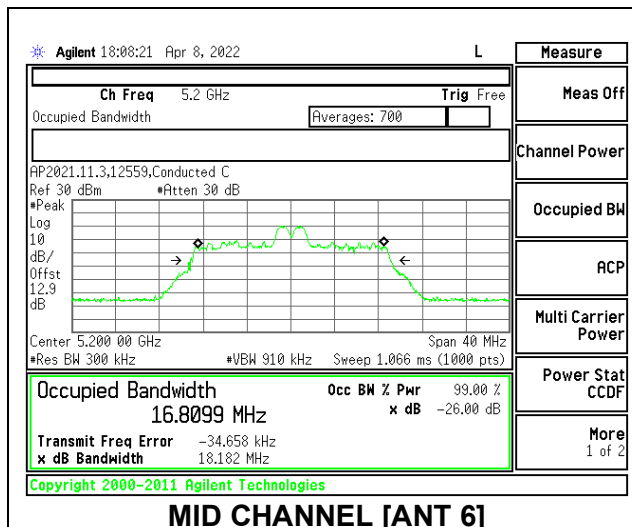 Agilent 18:08:21 Apr 8, 2022 L
Measure
Ch Freq 5.2 GHz Trig Free
Meas Off
Occupied Bandwidth Averages: 700
Channel Power
AP2021.11.3,12559,Conducted C
Ref 30 dBm #Atten 30 dB
#Peak
Log
10
dB/
Offst
12.9
dB
Occupied BW
ACP
Center 5.200 00 GHz Span 40 MHz
#Res BW 300 kHz #VBW 910 kHz Sweep 1.066 ms (1000 pts)
Multi Carrier
Power
Occupied Bandwidth Occ BW % Pwr 99.00 %
16.8099 MHz x dB -26.00 dB
Power Stat
CCDF
Transmit Freq Error -34.658 kHz
x dB Bandwidth 18.182 MHz
More
1 of 2
Copyright 2000-2011 Agilent Technologies
MID CHANNEL [ANT 6]